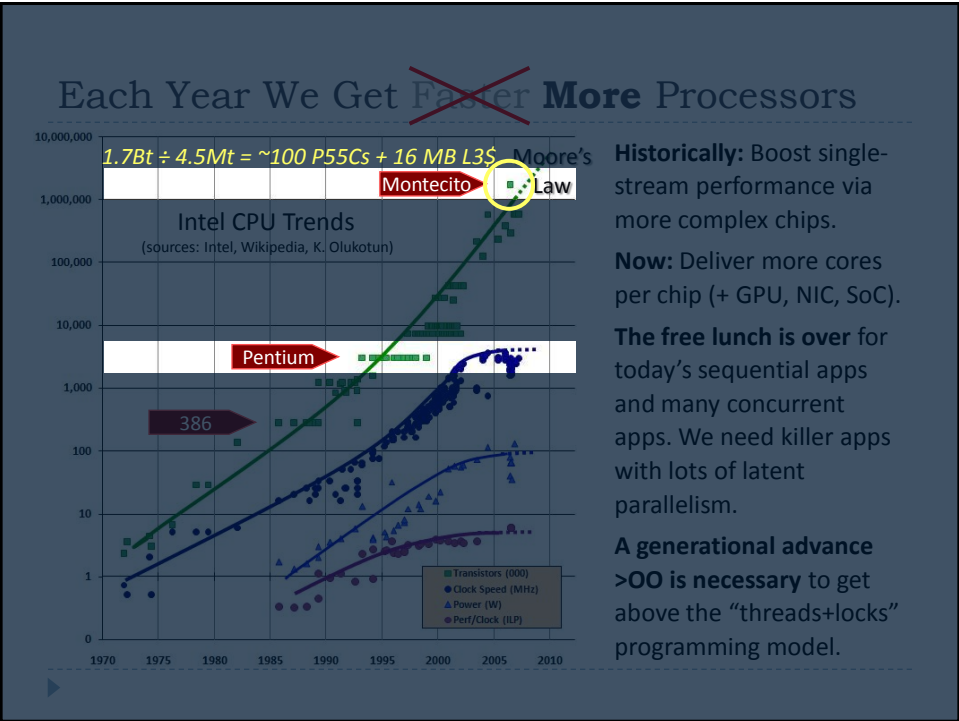 Each Year We Get Faster More Processors
10,000,000
1.7Bt ÷ 4.5Mt = ~100 P55Cs + 16 MB L3$
Moore's
Law
Montecito
1,000,000
Intel CPU Trends
(sources: Intel, Wikipedia, K. Olukotun)
100,000
10,000
Pentium
1,000
386
100
10
1
0
Transistors (000)
Clock Speed (MHz)
Power (W)
Perf/Clock (ILP)
1970 1975 1980 1985 1990 1995 2000 2005 2010
Historically: Boost single-
stream performance via
more complex chips.
Now: Deliver more cores
per chip (+ GPU, NIC, SoC).
The free lunch is over for
today's sequential apps
and many concurrent
apps. We need killer apps
with lots of latent
parallelism.
A generational advance
>OO is necessary to get
above the “threads+locks”
programming model.